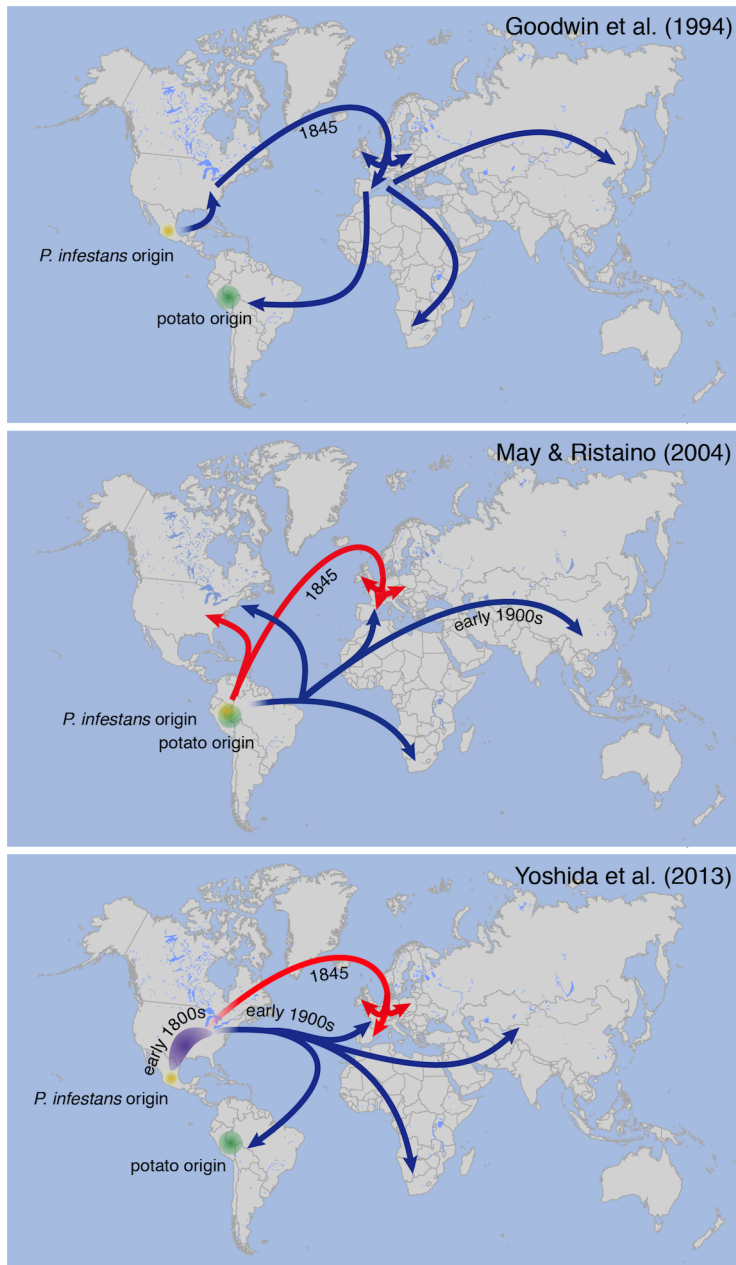 Goodwin et al. (1994)
1845
P. infestans origin
potato origin
May & Ristaino (2004)
1845
early 1900s
P. infestans origin
potato origin
Yoshida et al. (2013)
1845
early 1900s
early 1800s
P. infestans origin
potato origin